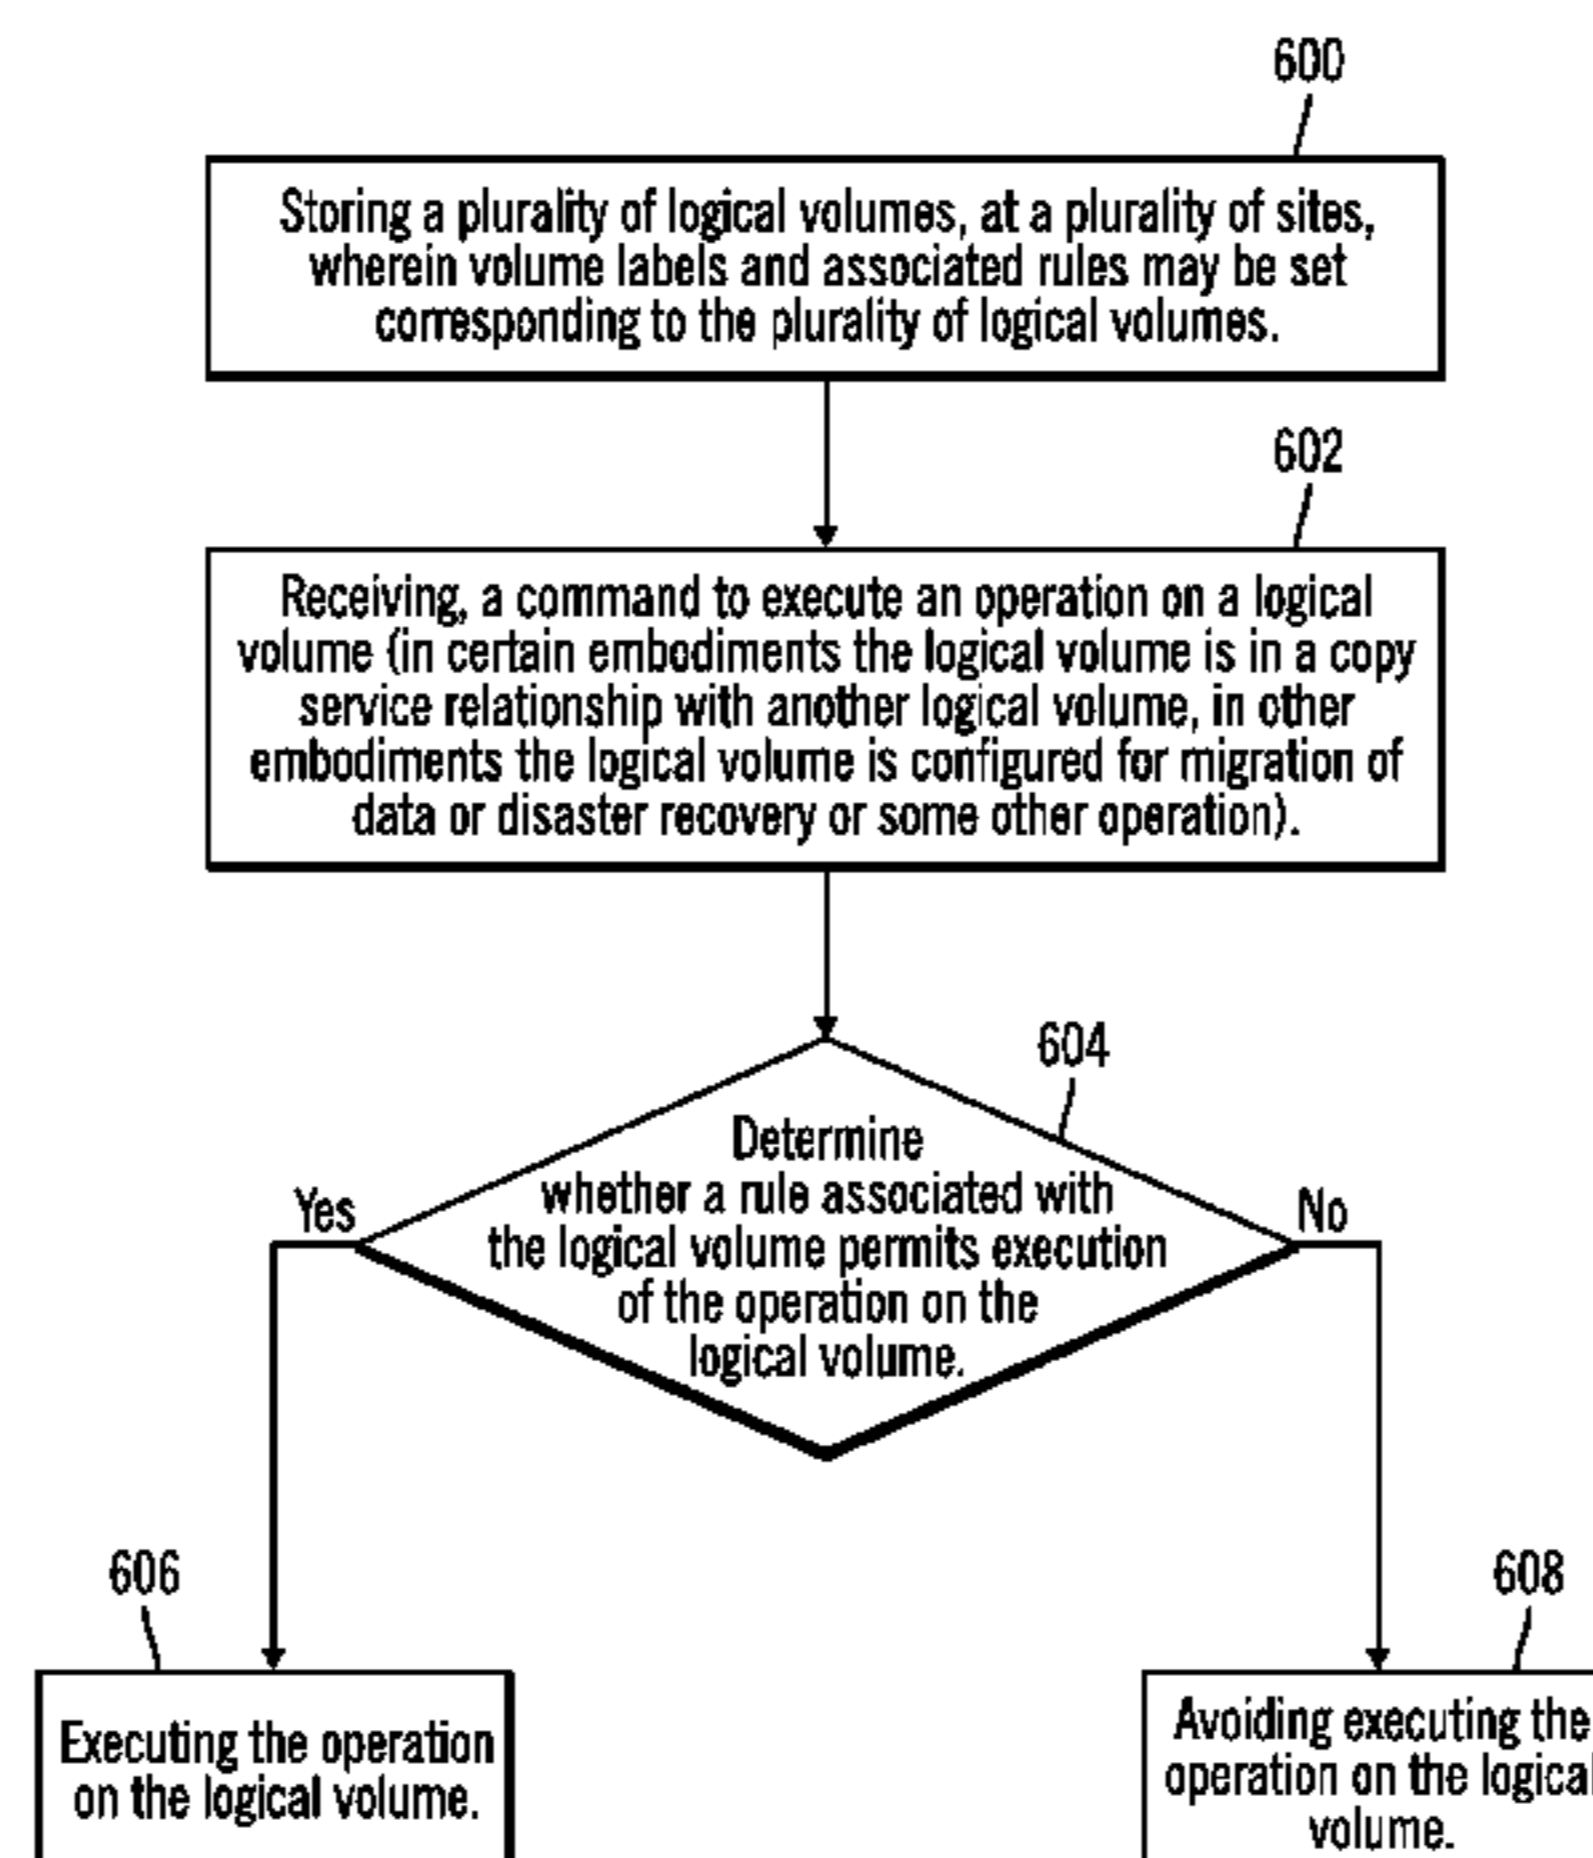 600
Storing a plurality of logical volumes, at a plurality of sites,
wherein volume labels and associated rules may be set
corresponding to the plurality of logical volumes.
602
Receiving, a command to execute an operation on a logical
volume (in certain embodiments the logical volume is in a copy
service relationship with another logical volume, in other
embodiments the logical volume is configured for migration of
data or disaster recovery or some other operation).
604
Determine
whether a rule associated with
the logical volume permits execution
of the operation on the
logical volume.
Yes
No
606
Executing the operation
on the logical volume.
608
Avoiding executing the
operation on the logical
volume.